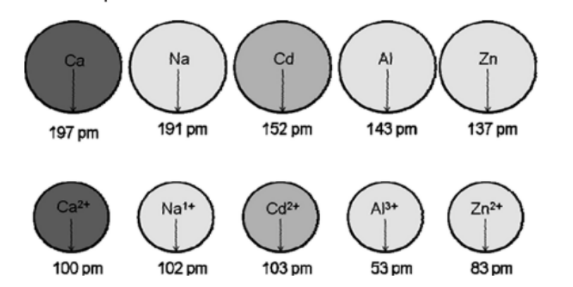 Ca Na Cd Al Zn
197 pm 191 pm 152 pm 143 pm 137 pm
Ca²⁺ Na¹⁺ Cd²⁺ Al³⁺ Zn²⁺
100 pm 102 pm 103 pm 53 pm 83 pm